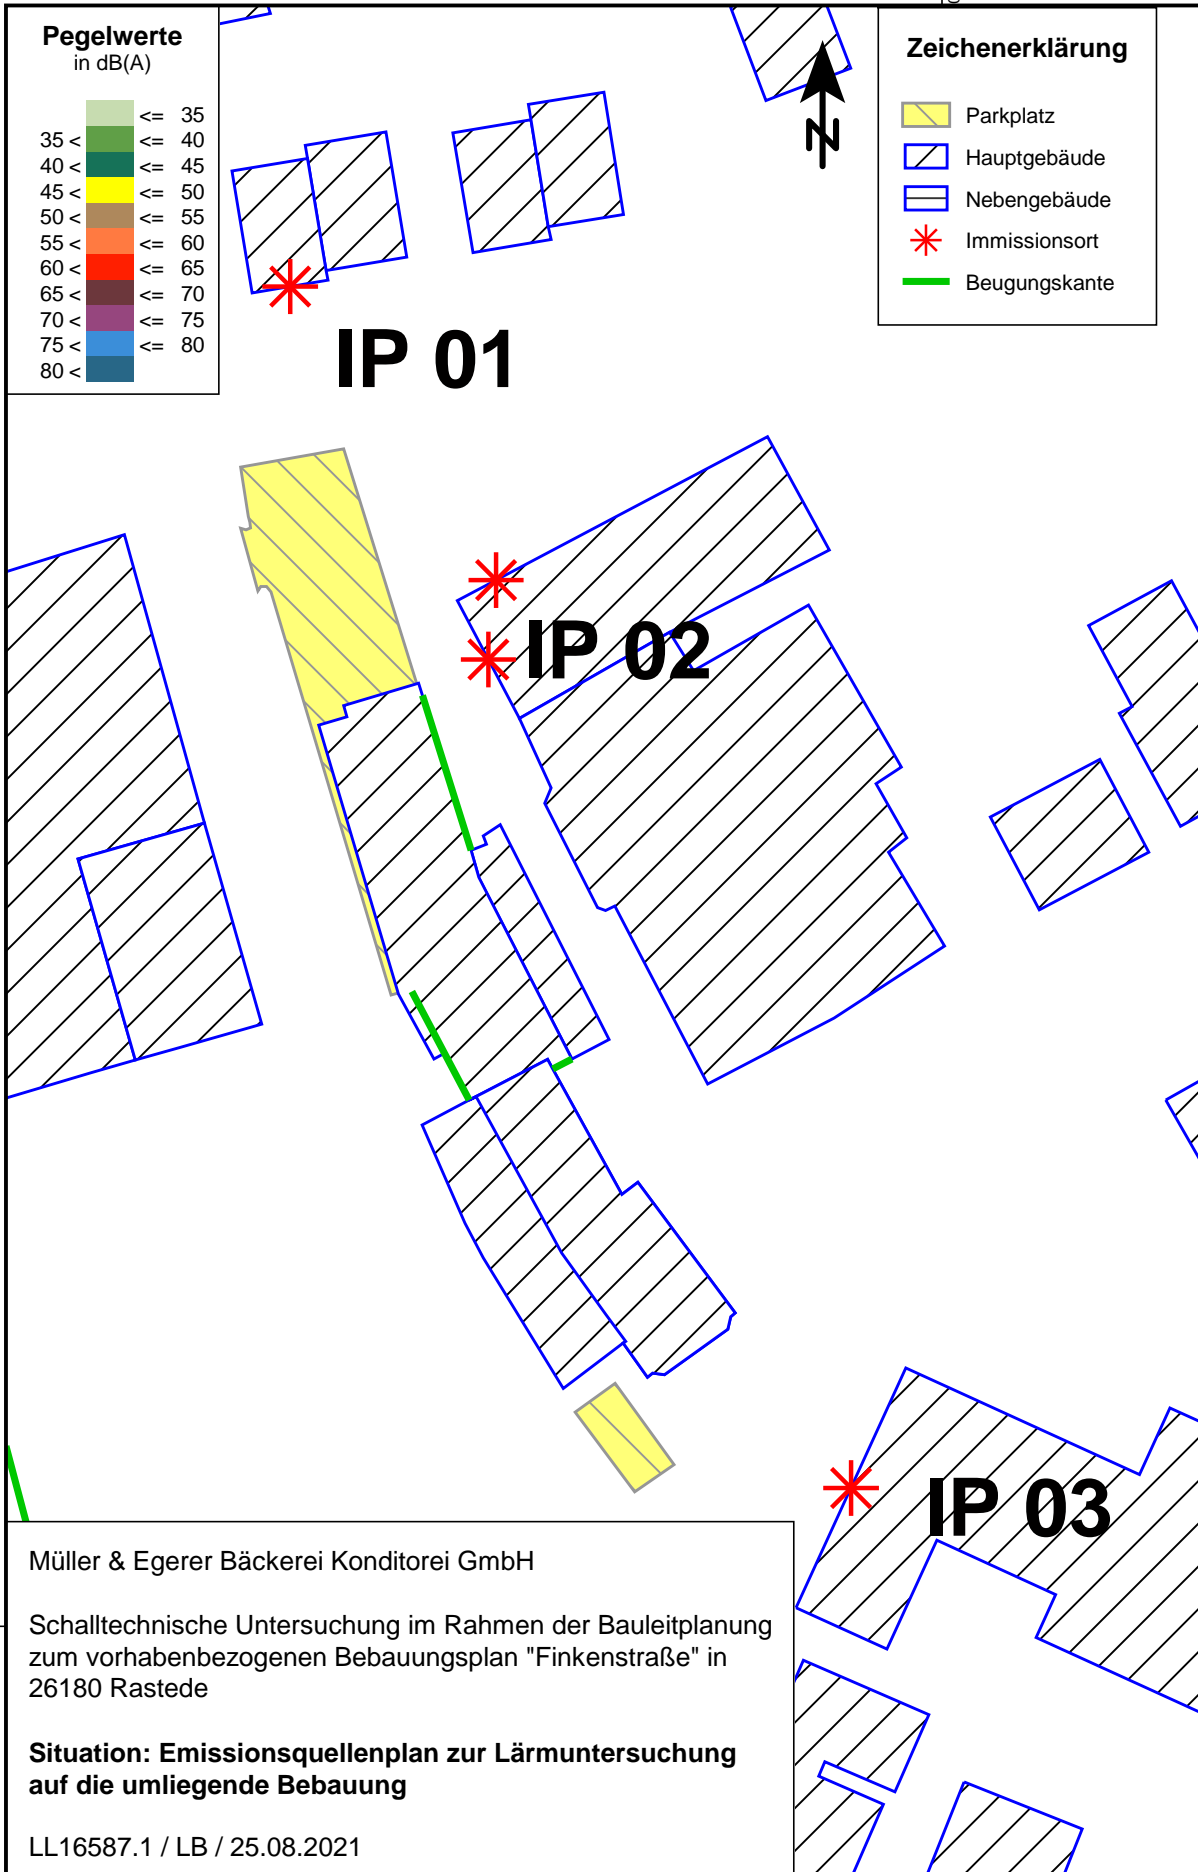 Pegelwerte
in dB(A)
<= 35
35 < <= 40
40 < <= 45
45 < <= 50
50 < <= 55
55 < <= 60
60 < <= 65
65 < <= 70
70 < <= 75
75 < <= 80
80 <
N
Zeichenerklärung
Parkplatz
Hauptgebäude
Nebengebäude
Immissionsort
Beugungskante
IP 01
IP 02
IP 03
Müller & Egerer Bäckerei Konditorei GmbH
Schalltechnische Untersuchung im Rahmen der Bauleitplanung
zum vorhabenbezogenen Bebauungsplan "Finkenstraße" in
26180 Rastede
Situation: Emissionsquellenplan zur Lärmuntersuchung
auf die umliegende Bebauung
LL16587.1 / LB / 25.08.2021